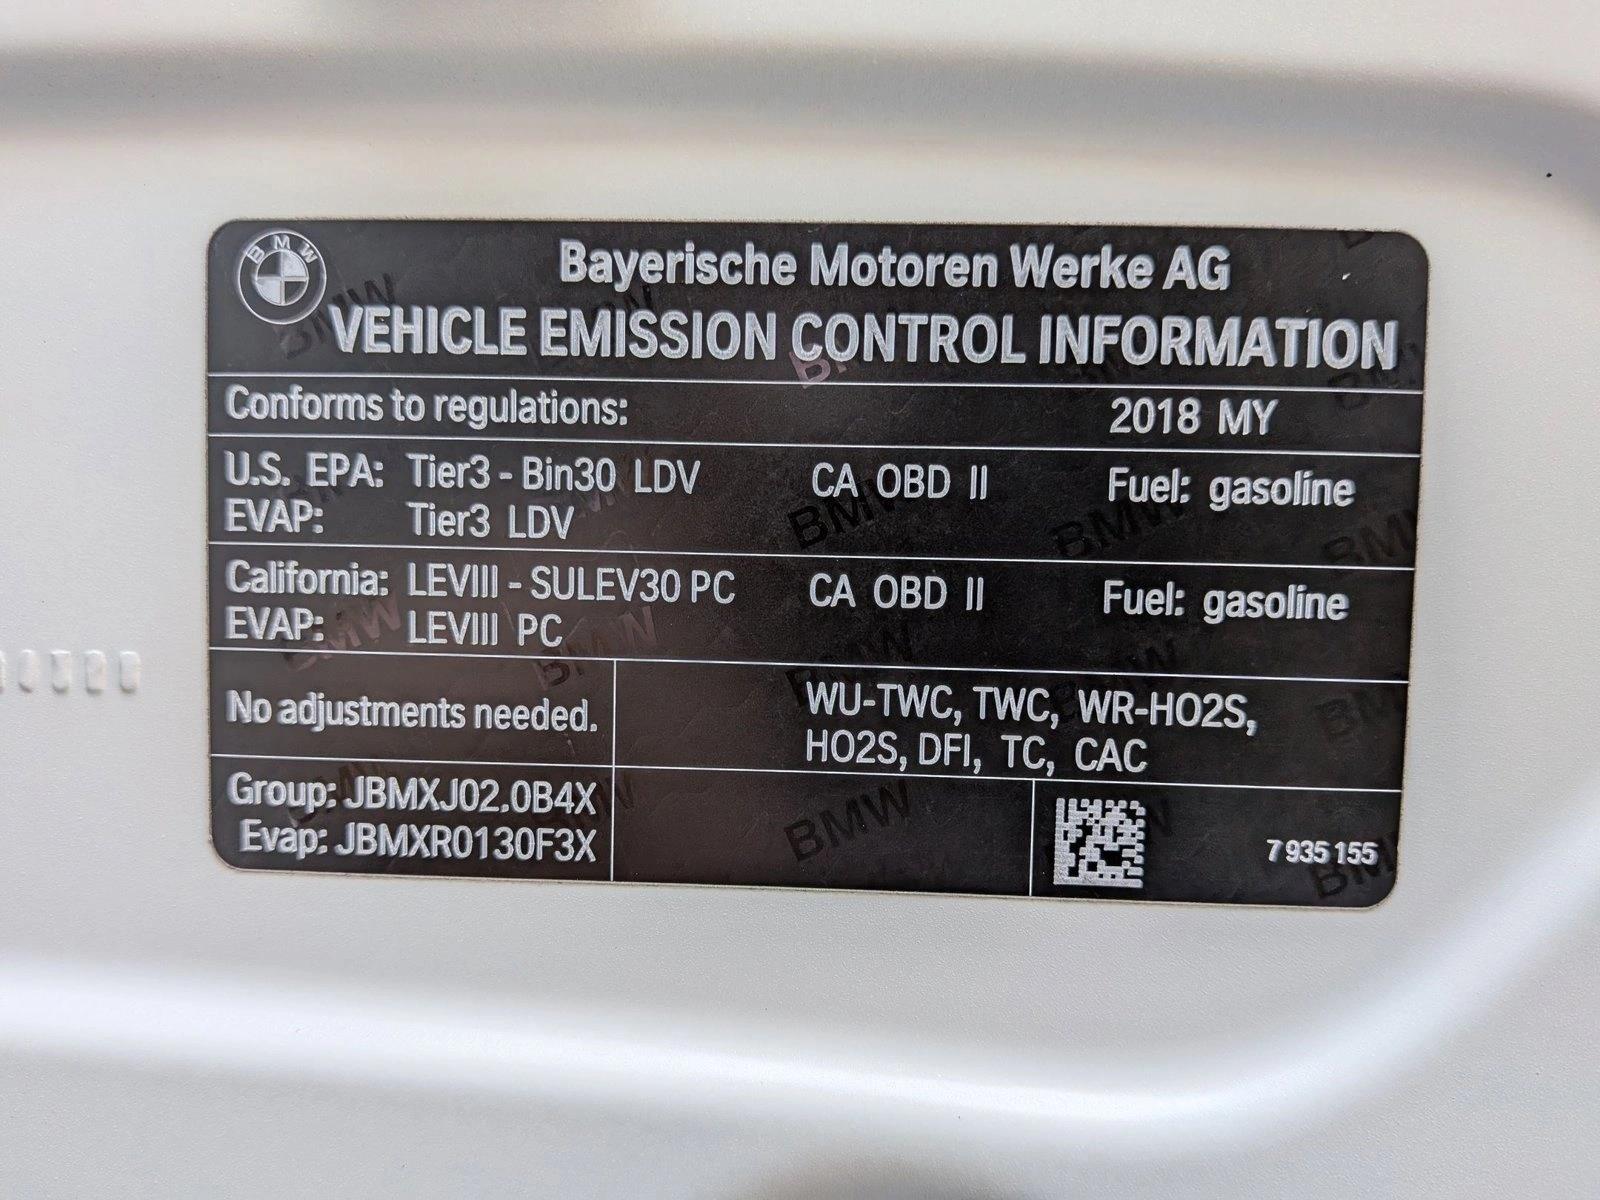 BMW
Bayerische Motoren Werke AG
VEHICLE EMISSION CONTROL INFORMATION
Conforms to regulations: 2018 MY
U.S. EPA: Tier3 - Bin30 LDV CA OBD II Fuel: gasoline
EVAP: Tier3 LDV
California: LEVIII - SULEV30 PC CA OBD II Fuel: gasoline
EVAP: LEVIII PC
No adjustments needed.
WU-TWC, TWC, WR-HO2S,
HO2S, DFI, TC, CAC
Group: JBMXJ02.0B4X
Evap: JBMXR0130F3X
7 935 155